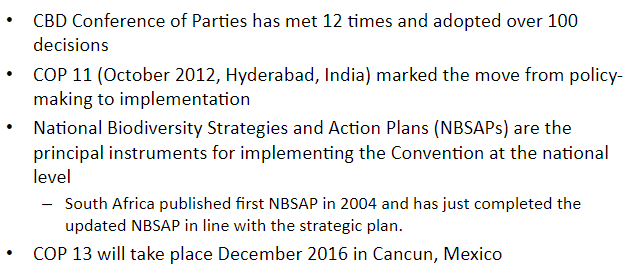 • CBD Conference of Parties has met 12 times and adopted over 100
decisions
• COP 11 (October 2012, Hyderabad, India) marked the move from policy-
making to implementation
• National Biodiversity Strategies and Action Plans (NBSAPs) are the
principal instruments for implementing the Convention at the national
level
– South Africa published first NBSAP in 2004 and has just completed the
updated NBSAP in line with the strategic plan.
• COP 13 will take place December 2016 in Cancun, Mexico